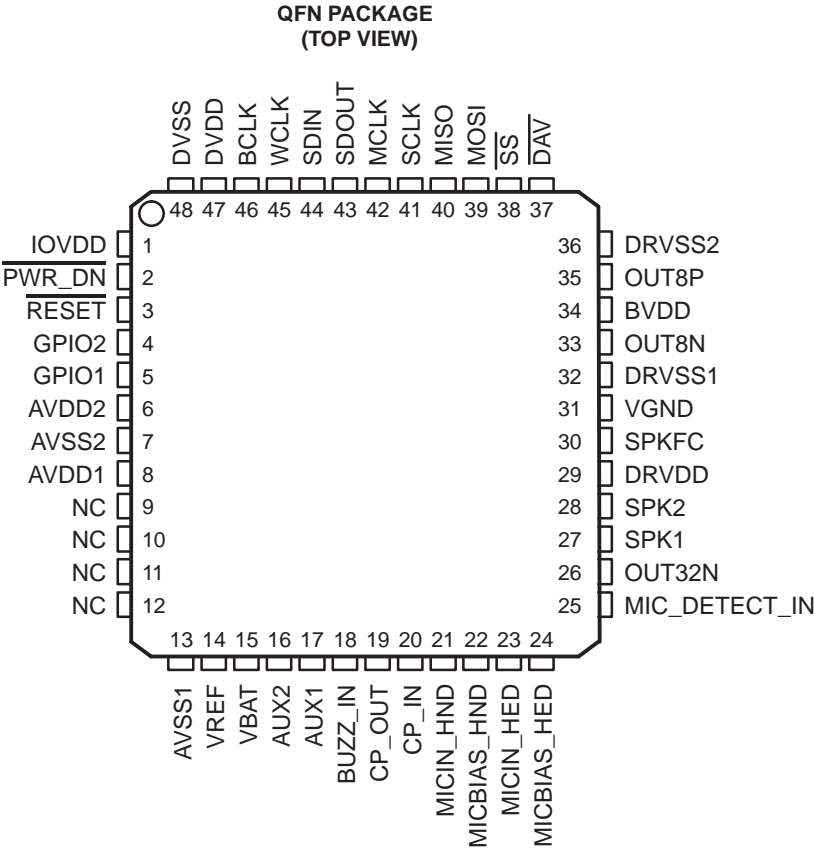 QFN PACKAGE
(TOP VIEW)
DVSS
DVDD
BCLK
WCLK
SDIN
SDOUT
MCLK
SCLK
MISO
MOSI
SS
DAV
48 47 46 45 44 43 42 41 40 39 38 37
IOVDD 1
PWR_DN 2
RESET 3
GPIO2 4
GPIO1 5
AVDD2 6
AVSS2 7
AVDD1 8
NC 9
NC 10
NC 11
NC 12
36 DRVSS2
35 OUT8P
34 BVDD
33 OUT8N
32 DRVSS1
31 VGND
30 SPKFC
29 DRVDD
28 SPK2
27 SPK1
26 OUT32N
25 MIC_DETECT_IN
13 14 15 16 17 18 19 20 21 22 23 24
AVSS1
VREF
VBAT
AUX2
AUX1
BUZZ_IN
CP_OUT
CP_IN
MICIN_HND
MICBIAS_HND
MICIN_HED
MICBIAS_HED